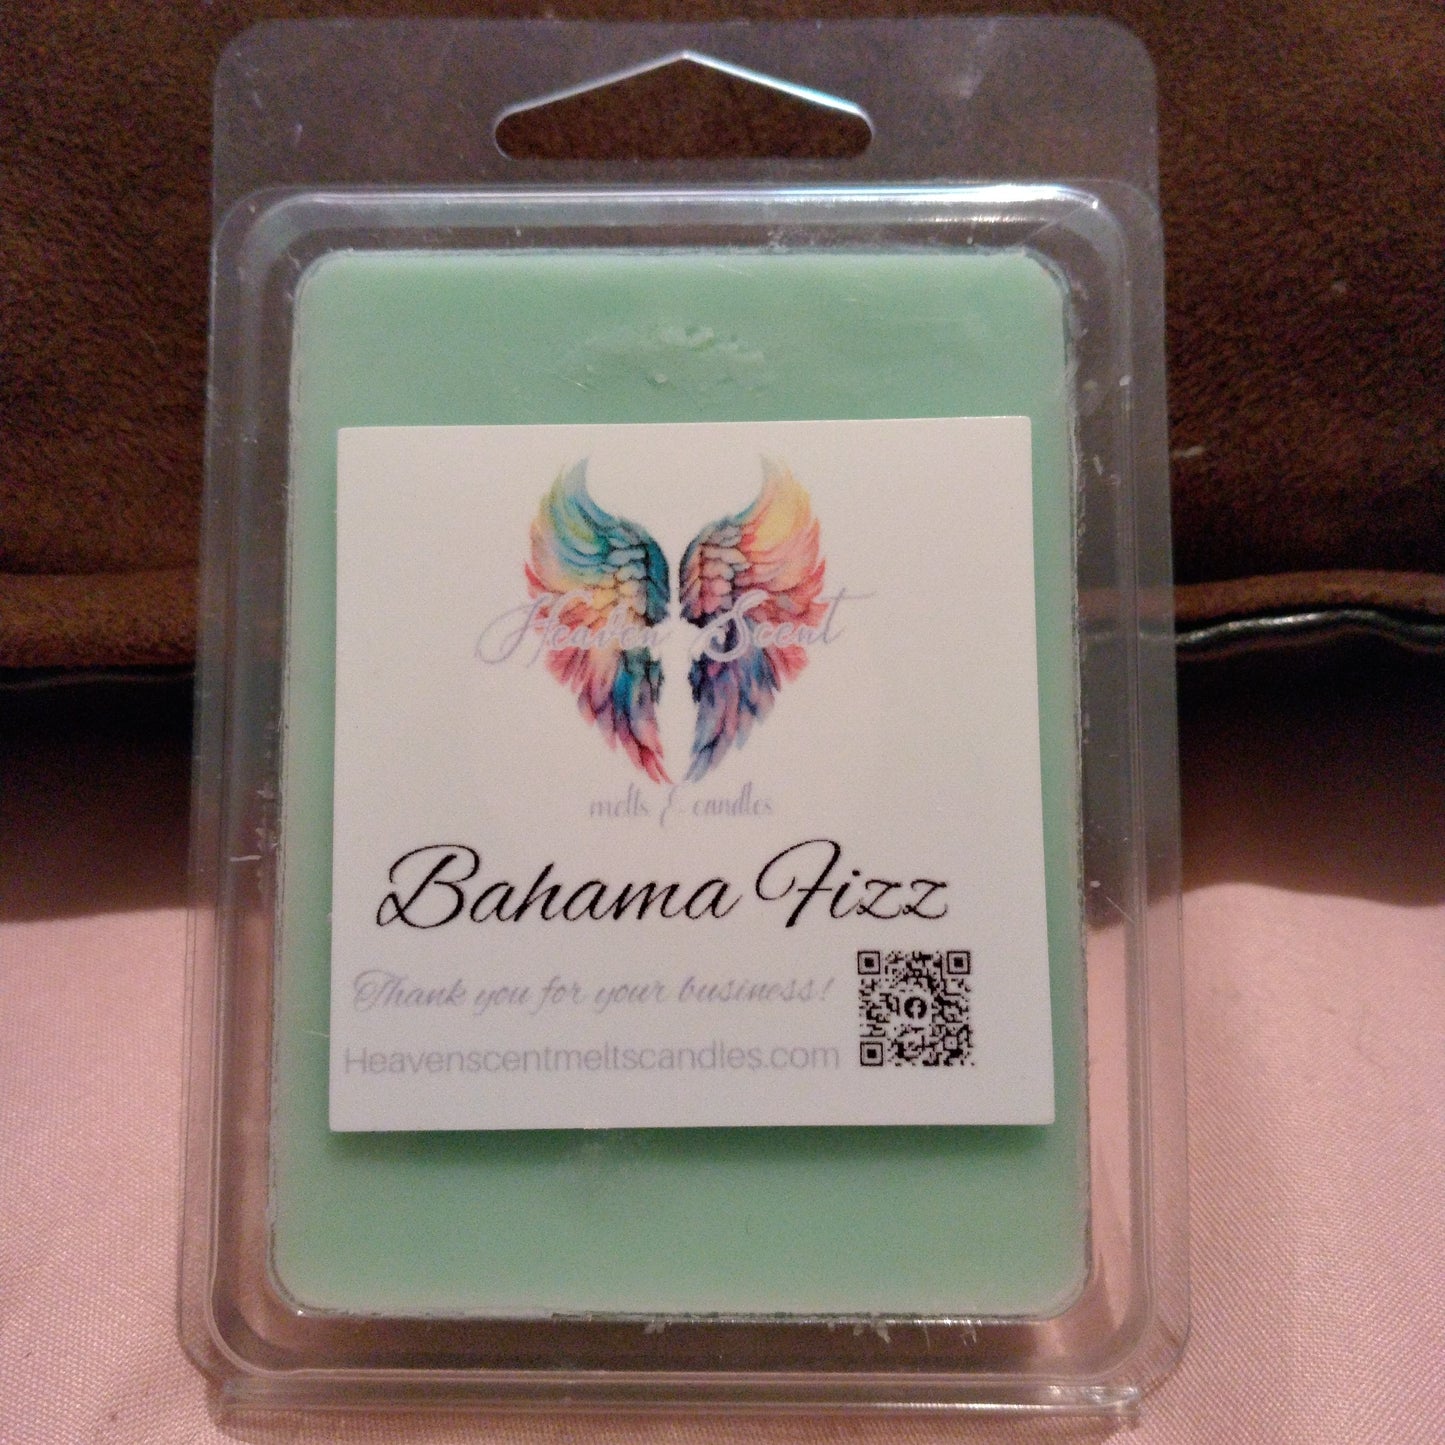 Heaven Scent
melts & candles
Bahama Fizz
Thank you for your business!
Heavenscentmeltscandles.com